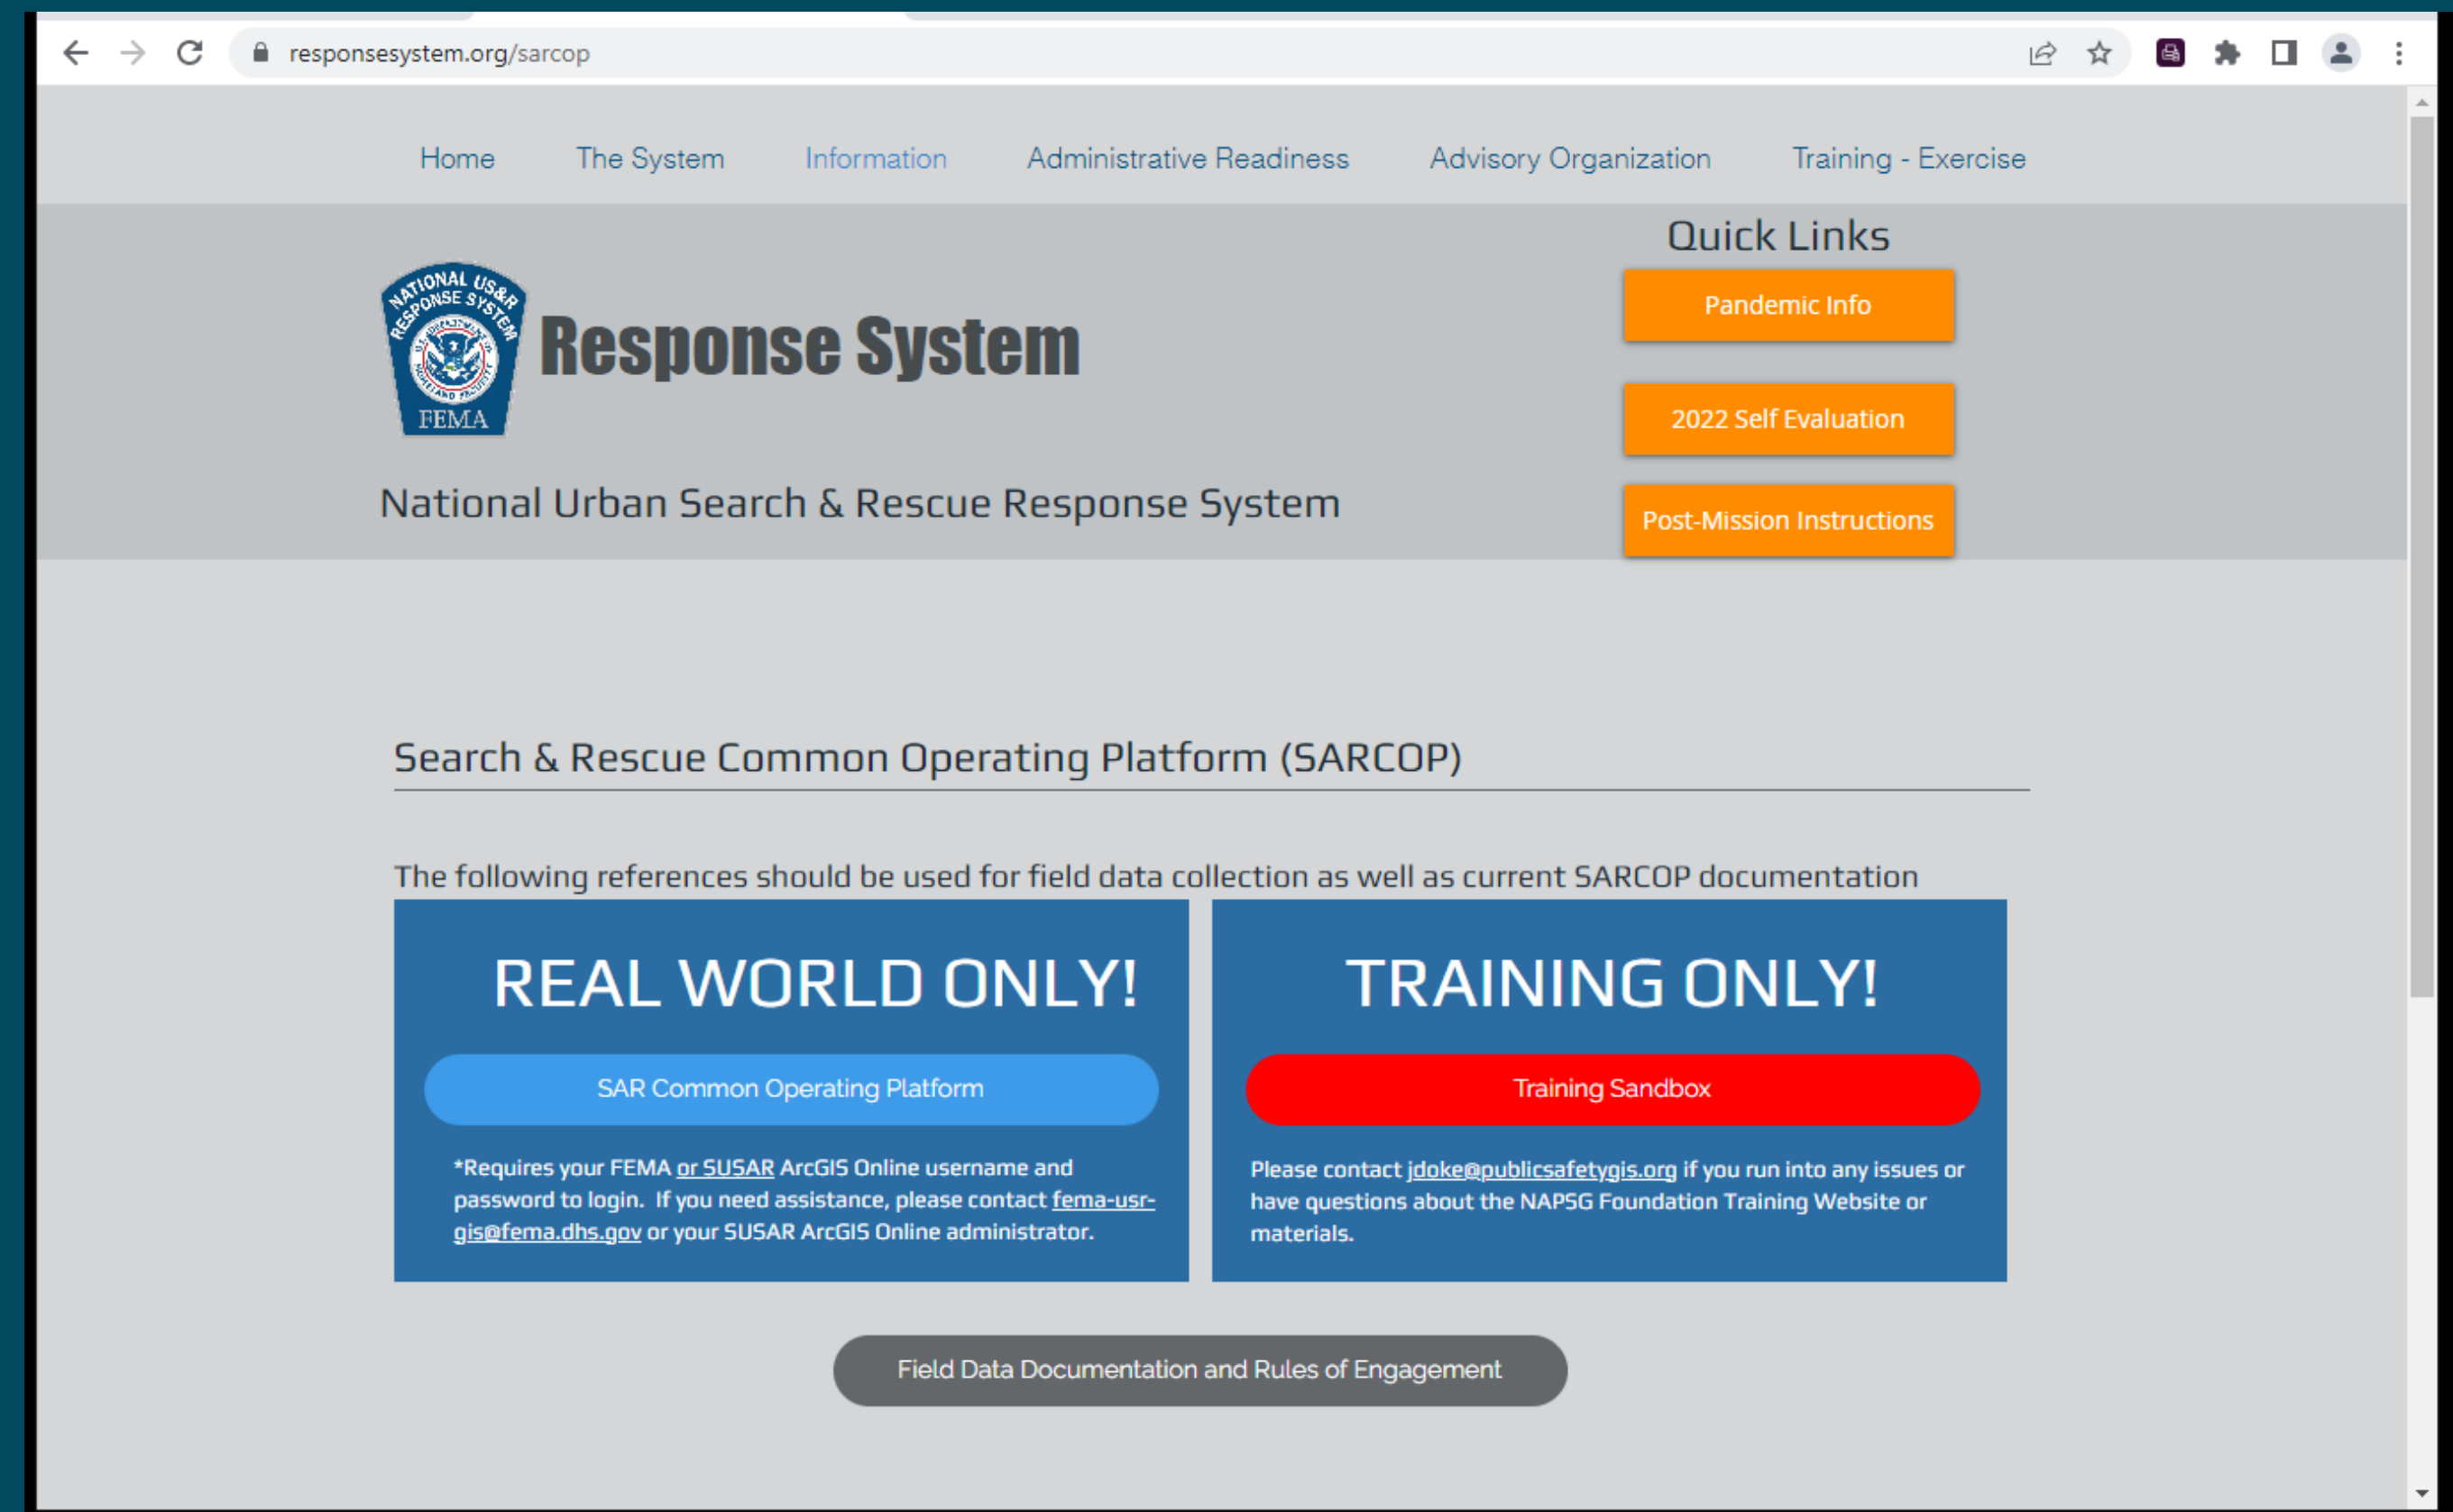 responsesystem.org/sarcop
Home The System Information Administrative Readiness Advisory Organization Training - Exercise
Quick Links
Pandemic Info
2022 Self Evaluation
Post-Mission Instructions
NATIONAL US&R
RESPONSE SYSTEM
FEMA
Response System
National Urban Search & Rescue Response System
Search & Rescue Common Operating Platform (SARCOP)
The following references should be used for field data collection as well as current SARCOP documentation
REAL WORLD ONLY!
SAR Common Operating Platform
*Requires your FEMA or SUSAR ArcGIS Online username and
password to login. If you need assistance, please contact fema-usr-
gis@fema.dhs.gov or your SUSAR ArcGIS Online administrator.
TRAINING ONLY!
Training Sandbox
Please contact jdoke@publicsafetygis.org if you run into any issues or
have questions about the NAPSG Foundation Training Website or
materials.
Field Data Documentation and Rules of Engagement